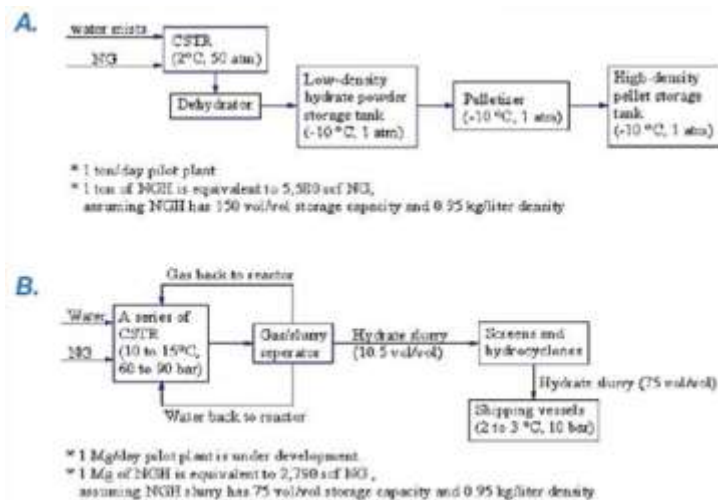 A.
water mists
NG
CSTR
(2°C, 50 atm)
Dehydrator
Low-density
hydrate powder
storage tank
(-10 °C, 1 atm)
Pelletizer
(-10 °C, 1 atm)
High-density
pellet storage
tank
(-10 °C, 1 atm)
* 1 ton/day pilot plant
* 1 ton of NGH is equivalent to 5,580 scf NG,
assuming NGH has 150 vol/vol storage capacity and 0.95 kg/liter density
B.
Gas back to reactor
Water
NG
A series of
CSTR
(10 to 15°C,
60 to 90 bar)
Gas/slurry
seperator
Hydrate slurry
(10.5 vol/vol)
Screens and
hydrocyclones
Hydrate slurry (75 vol/vol)
Water back to reactor
Shipping vessels
(2 to 3 °C, 10 bar)
* 1 Mg/day pilot plant is under development
* 1 Mg of NGH is equivalent to 2,790 scf NG,
assuming NGH slurry has 75 vol/vol storage capacity and 0.95 kg/liter density